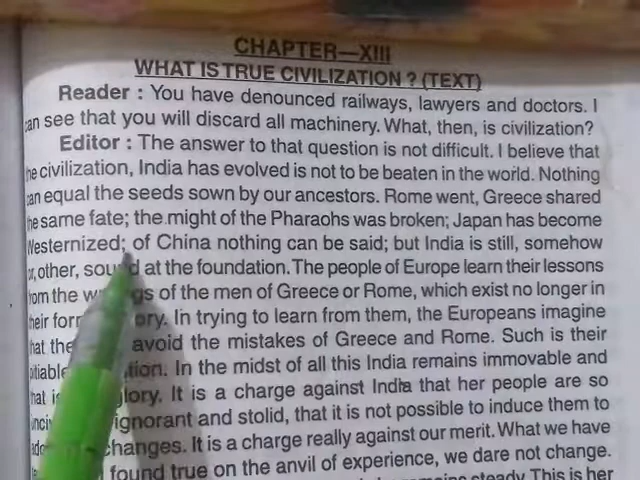 CHAPTER—XIII
WHAT IS TRUE CIVILIZATION ? (TEXT)
Reader : You have denounced railways, lawyers and doctors. I
can see that you will discard all machinery. What, then, is civilization?
Editor : The answer to that question is not difficult. I believe that
the civilization, India has evolved is not to be beaten in the world. Nothing
can equal the seeds sown by our ancestors. Rome went, Greece shared
the same fate; the might of the Pharaohs was broken; Japan has become
Westernized; of China nothing can be said; but India is still, somehow
or, other, sound at the foundation. The people of Europe learn their lessons
from the of the men of Greece or Rome, which exist no longer in
their In trying to learn from them, the Europeans imagine
that avoid the mistakes of Greece and Rome. Such is their
In the midst of all this India remains immovable and
that glory. It is a charge against India that her people are so
ignorant and stolid, that it is not possible to induce them to
changes. It is a charge really against our merit. What we have
found true on the anvil of experience, we dare not change.
steady. This is her